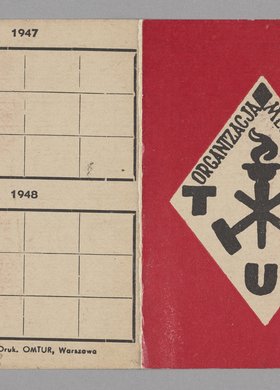 1947
1948
Druk. OMTUR, Warszawa
ORGANIZACJA
T
U